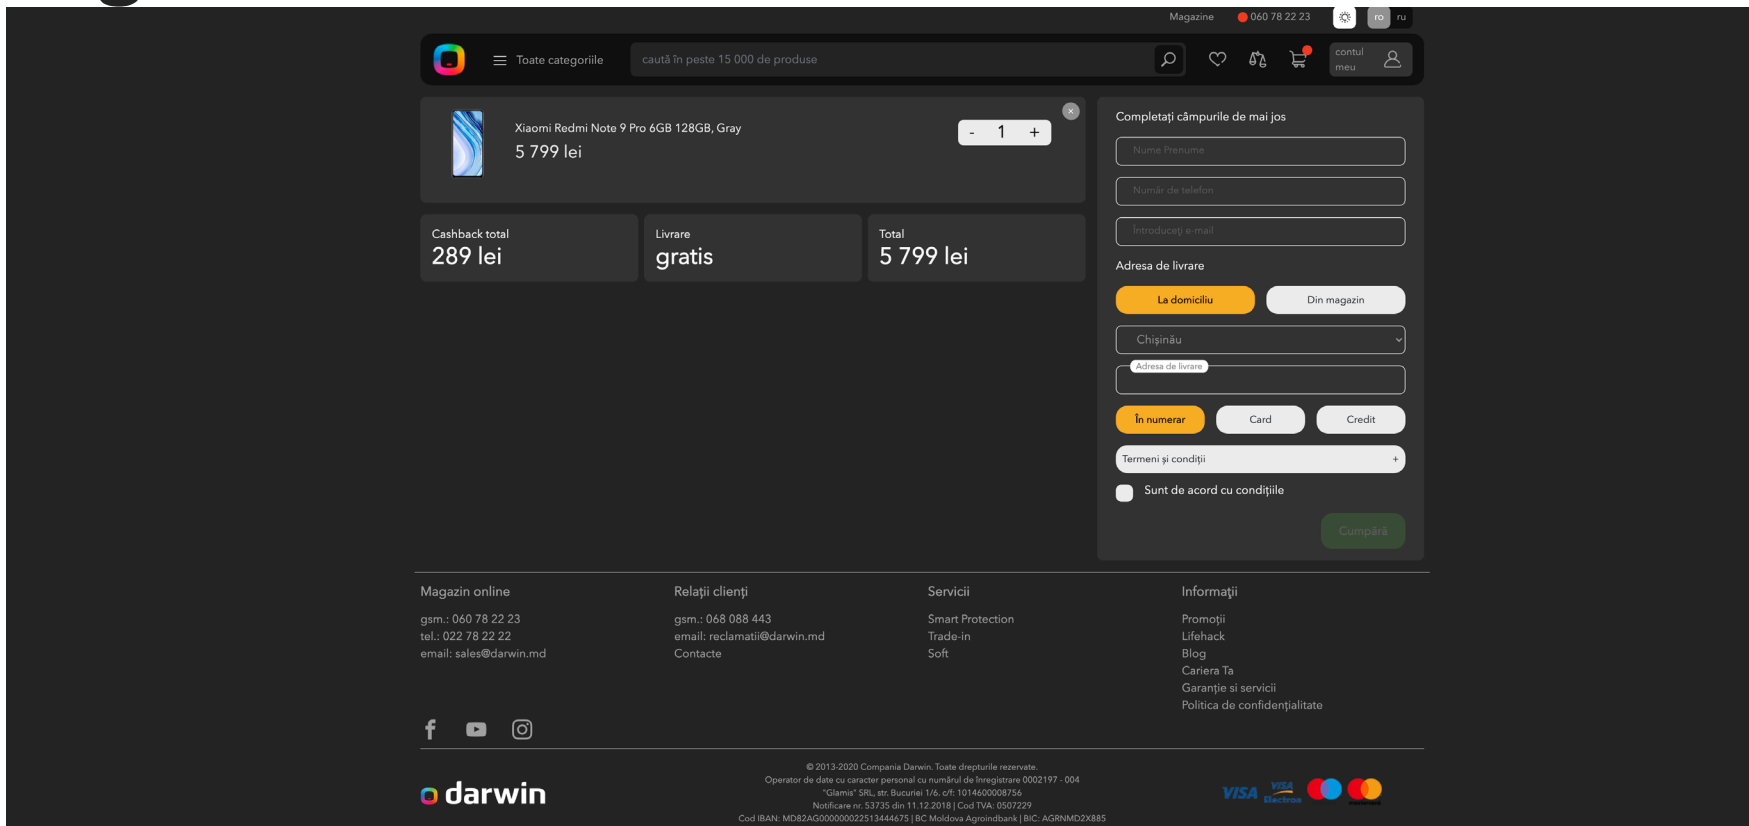 Magazine 060 78 22 23 ro ru
Toate categoriile caută în peste 15 000 de produse contul meu
Xiaomi Redmi Note 9 Pro 6GB 128GB, Gray
5 799 lei
- 1 +
Cashback total
289 lei
Livrare
gratis
Total
5 799 lei
Completați câmpurile de mai jos
Nume Prenume
Număr de telefon
Întroduceți e-mail
Adresa de livrare
La domiciliu Din magazin
Chișinău
Adresa de livrare
În numerar Card Credit
Termeni și condiții +
Sunt de acord cu condițiile
Cumpără
Magazin online
gsm.: 060 78 22 23
tel.: 022 78 22 22
email: sales@darwin.md
Relații clienți
gsm.: 068 088 443
email: reclamatii@darwin.md
Contacte
Servicii
Smart Protection
Trade-in
Soft
Informaţii
Promoții
Lifehack
Blog
Cariera Ta
Garanție si servicii
Politica de confidențialitate
darwin
© 2013-2020 Compania Darwin. Toate drepturile rezervate.
Operator de date cu caracter personal cu numărul de înregistrare 0002197 - 004
"Glamis" SRL, str. Bucuriei 1/6. c/f: 1014600008756
Notificare nr. 53735 din 11.12.2018 | Cod TVA: 0507229
Cod IBAN: MD82AG000000022513444675 | BC Moldova Agroindbank | BIC: AGRNMD2X885
VISA VISA Electron